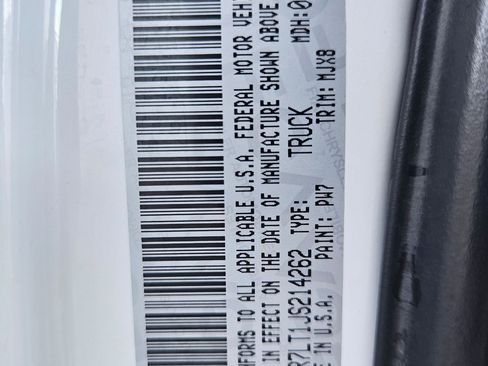 ONFORMS TO ALL APPLICABLE U.S.A. FEDERAL MOTOR VEH
IN EFFECT ON THE DATE OF MANUFACTURE SHOWN ABOVE
R7LT1JS214262 TYPE: TRUCK MDH:0
E IN U.S.A. PAINT: PW7 TRIM: MJX8